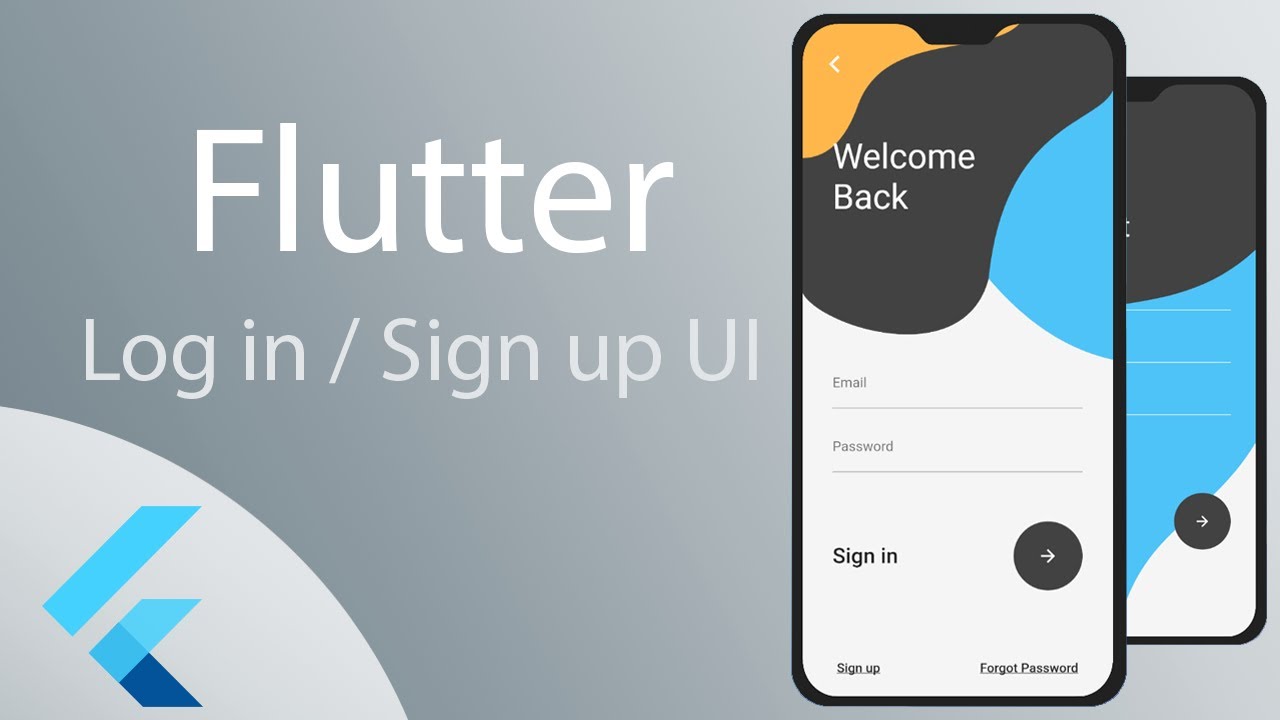 Flutter
Log in / Sign up UI
Welcome
Back
Email
Password
Sign in
Sign up
Forgot Password